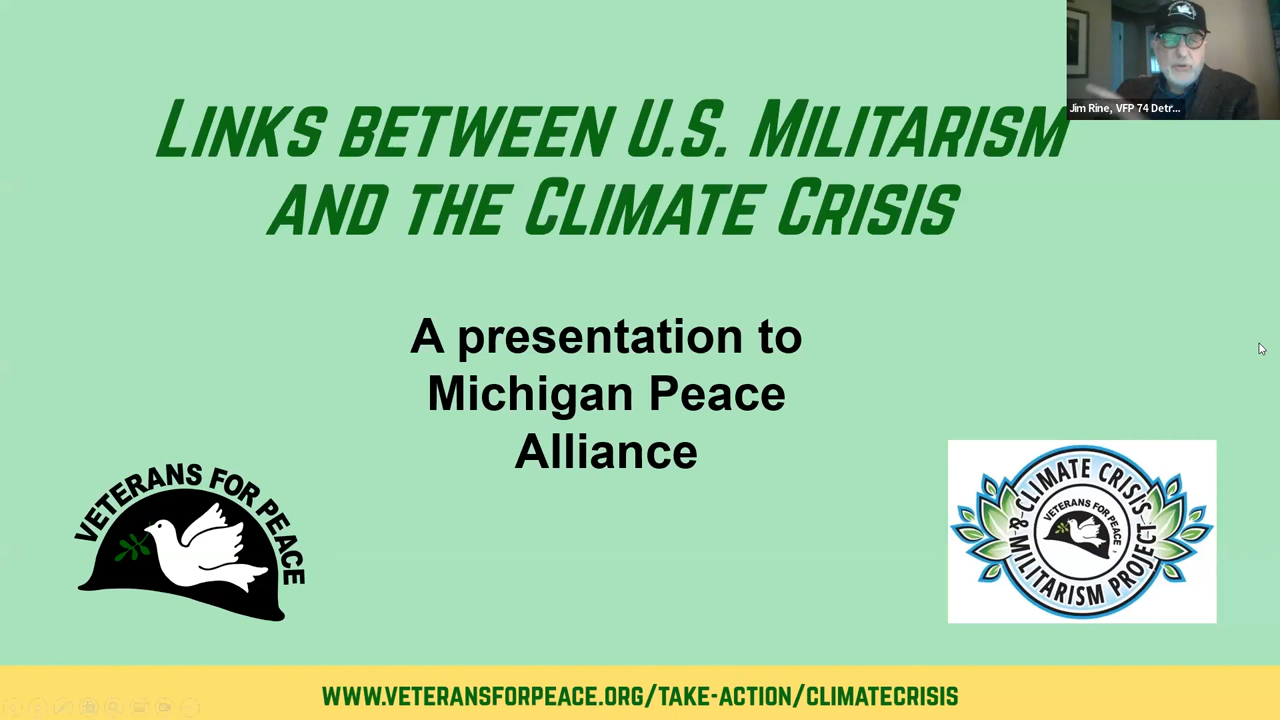 Jim Rine, VFP 74 Detr...
LINKS BETWEEN U.S. MILITARISM
AND THE CLIMATE CRISIS
A presentation to
Michigan Peace
Alliance
VETERANS FOR PEACE
CLIMATE CRISIS
& MILITARISM PROJECT
VETERANS FOR PEACE
WWW.VETERANSFORPEACE.ORG/TAKE-ACTION/CLIMATECRISIS